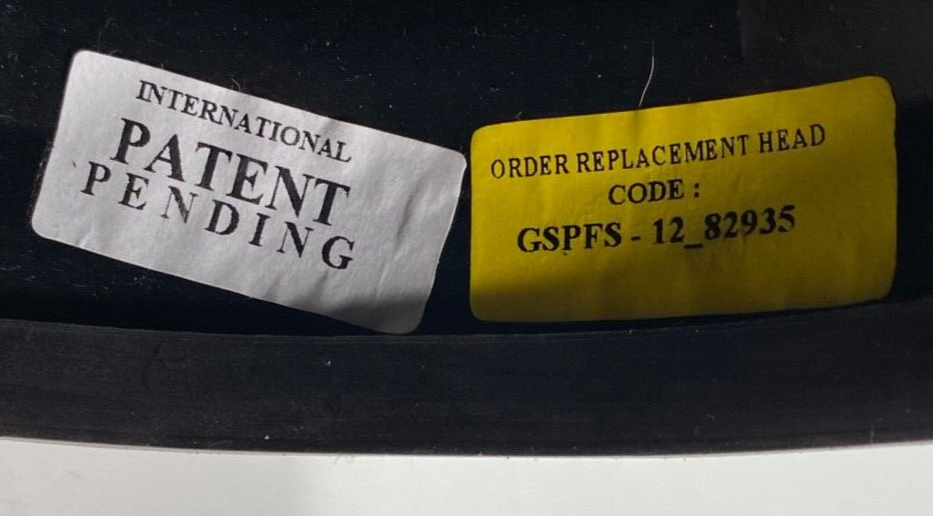 INTERNATIONAL
PATENT
PENDING
ORDER REPLACEMENT HEAD
CODE :
GSPFS - 12_82935